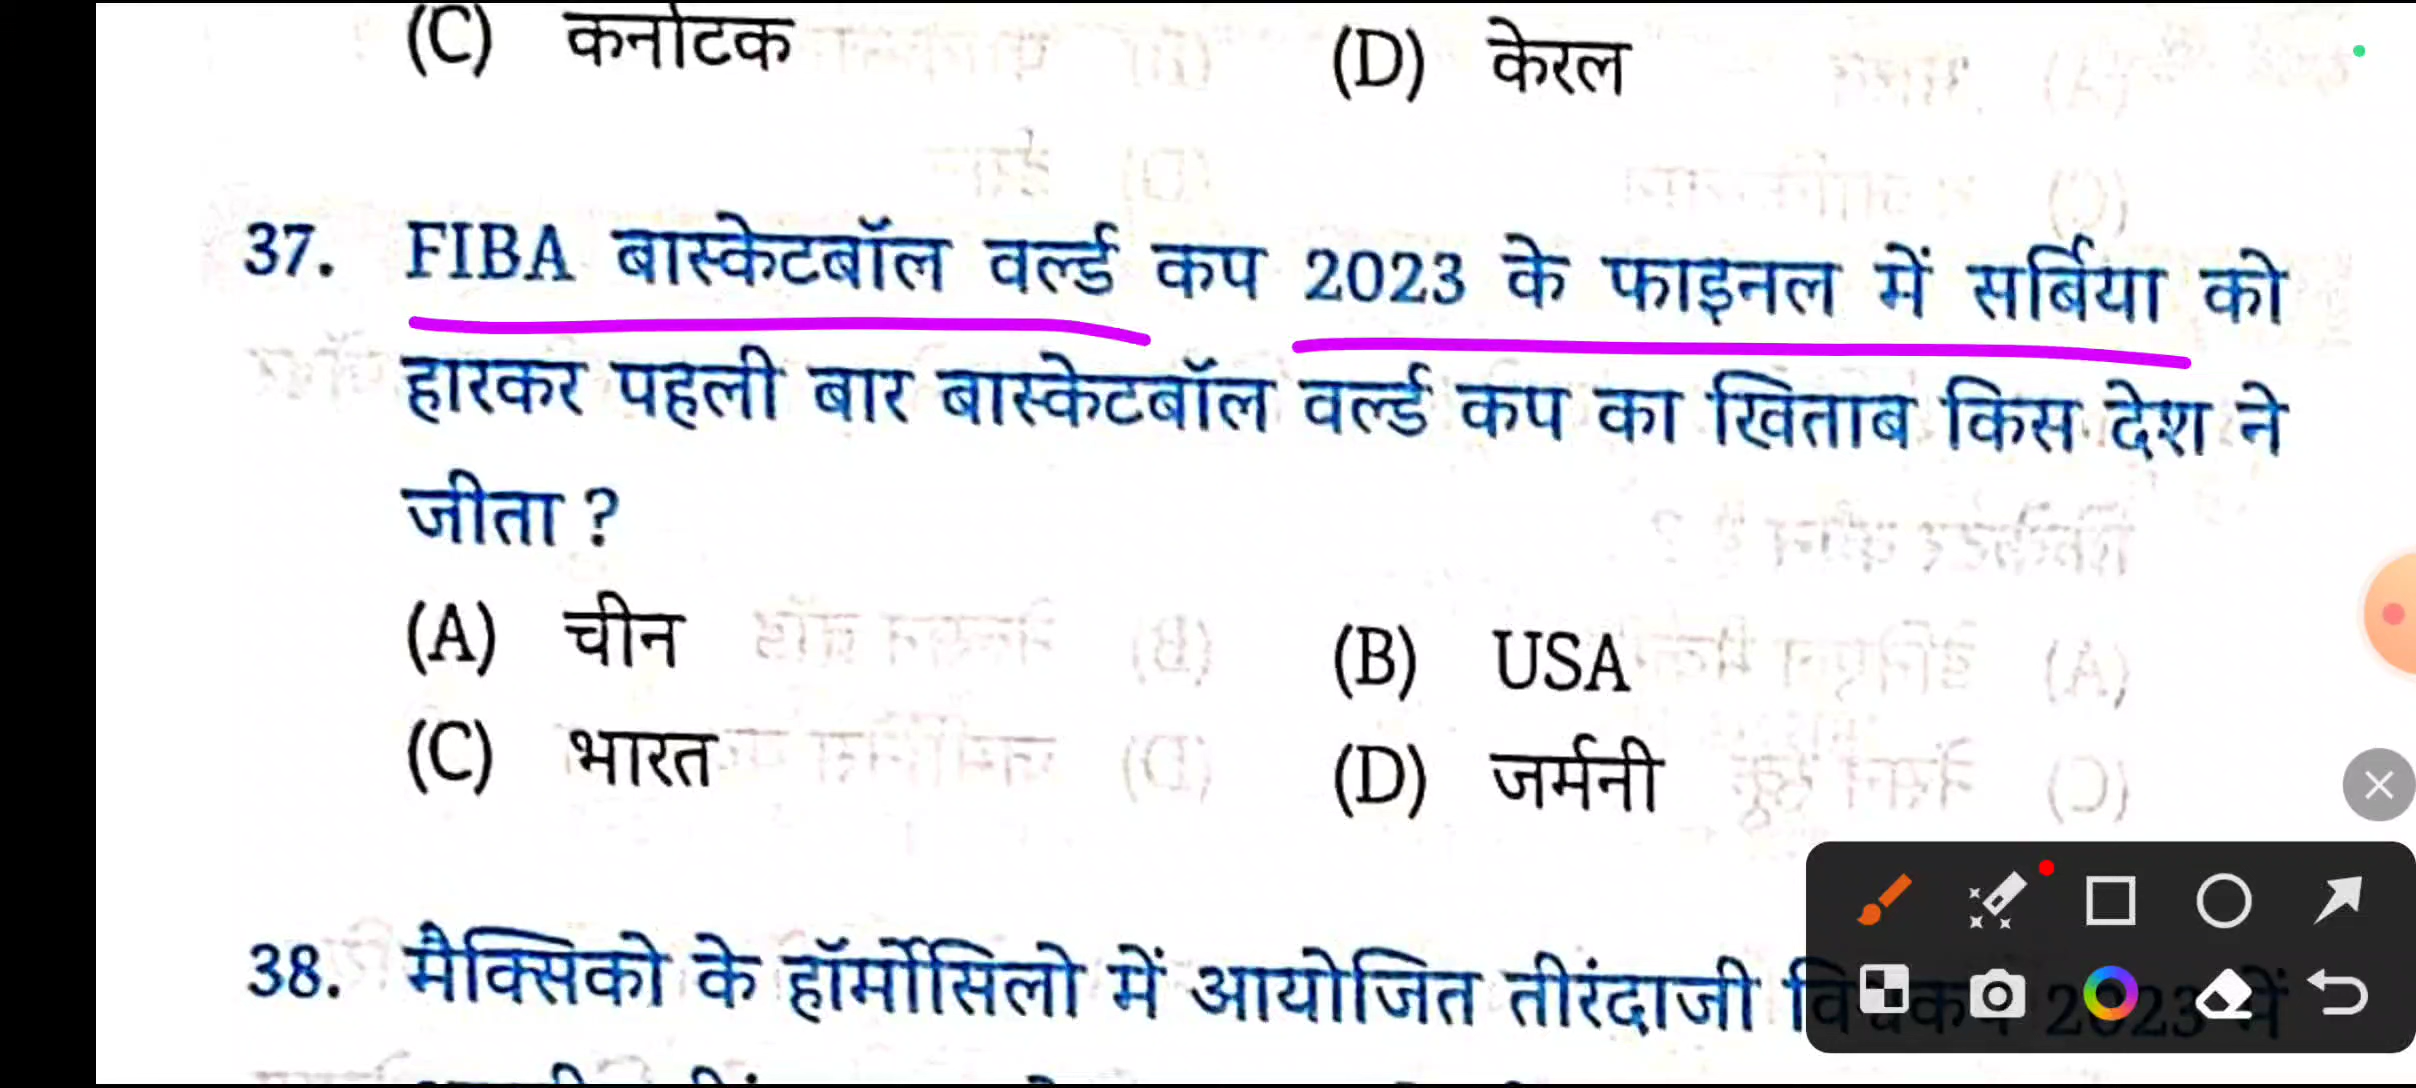 (C) कर्नाटक (D) केरल
37. FIBA बास्केटबॉल वर्ल्ड कप 2023 के फाइनल में सर्बिया को
हारकर पहली बार बास्केटबॉल वर्ल्ड कप का खिताब किस देश ने
जीता ?
(A) चीन (B) USA
(C) भारत (D) जर्मनी
38. मैक्सिको के हॉर्मोसिलो में आयोजित तीरंदाजी 2023 में